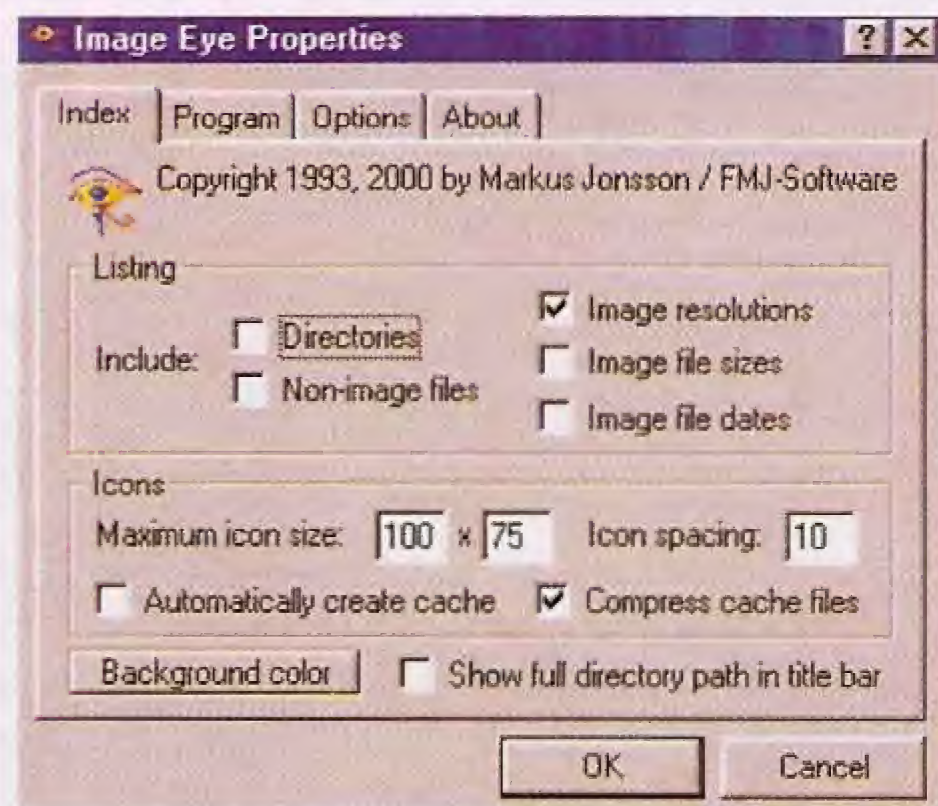 Image Eye Properties
Index Program Options About
Copyright 1993, 2000 by Markus Jonsson / FMJ-Software
Listing
Include:
Directories
Non-image files
Image resolutions
Image file sizes
Image file dates
Icons
Maximum icon size: 100 x 75 Icon spacing: 10
Automatically create cache Compress cache files
Background color Show full directory path in title bar
OK Cancel